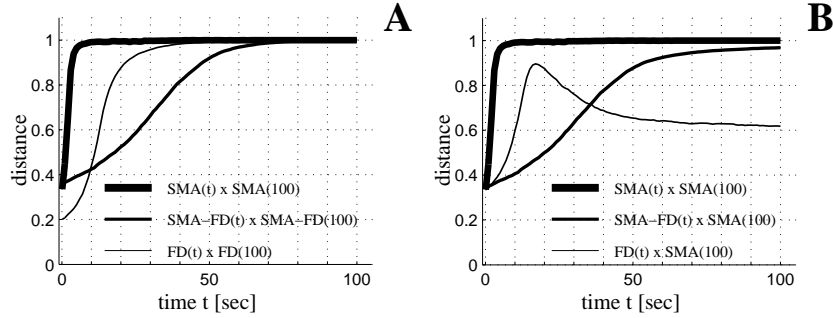 A
1
0.8
0.6
0.4
0.2
0
distance
SMA(t) x SMA(100)
SMA−FD(t) x SMA−FD(100)
FD(t) x FD(100)
0 50 100
time t [sec]
B
1
0.8
0.6
0.4
0.2
0
distance
SMA(t) x SMA(100)
SMA−FD(t) x SMA(100)
FD(t) x SMA(100)
0 50 100
time t [sec]